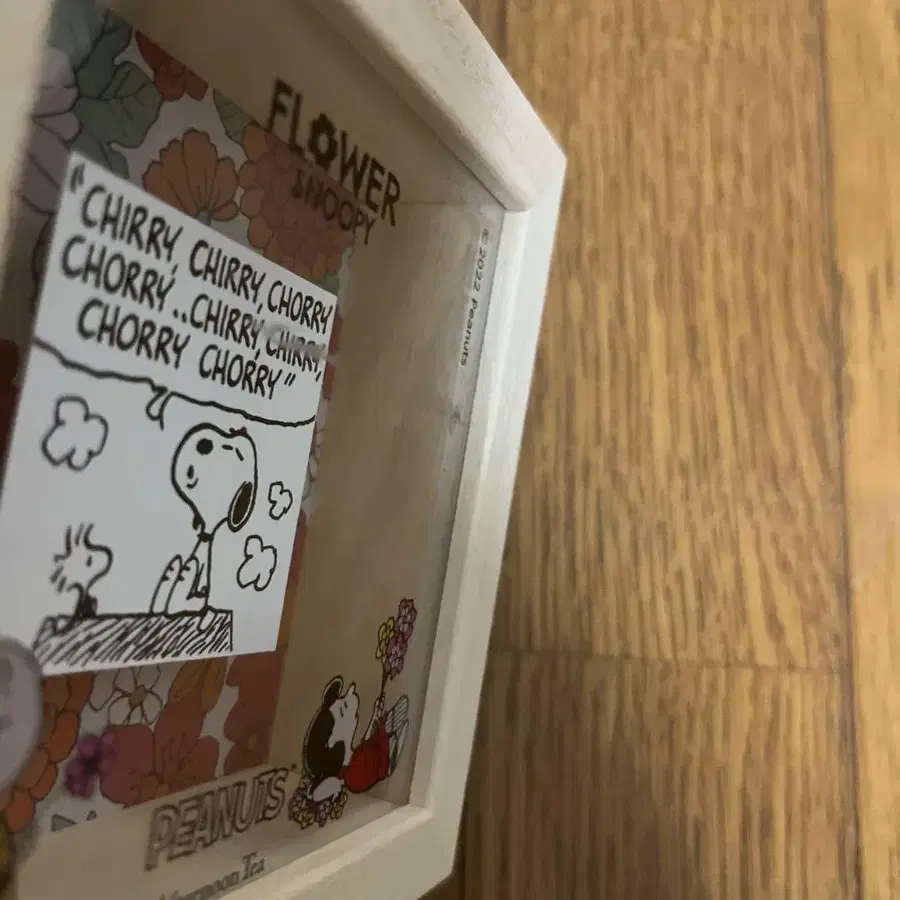 FLOWER
SNOOPY
"CHIRRY, CHIRRY, CHORRY
CHORRY..CHIRRY, CHIRRY,
CHORRY CHORRY"
© 2022 Peanuts
PEANUTS
Afternoon Tea